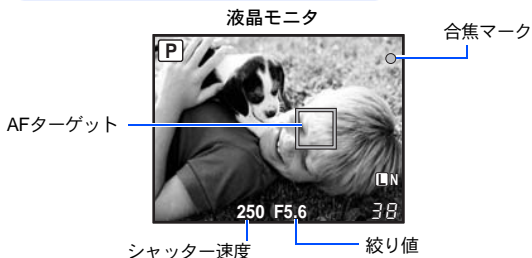 液晶モニタ
合焦マーク
P
AFターゲット
LN
250 F5.6 38
シャッター速度
絞り値